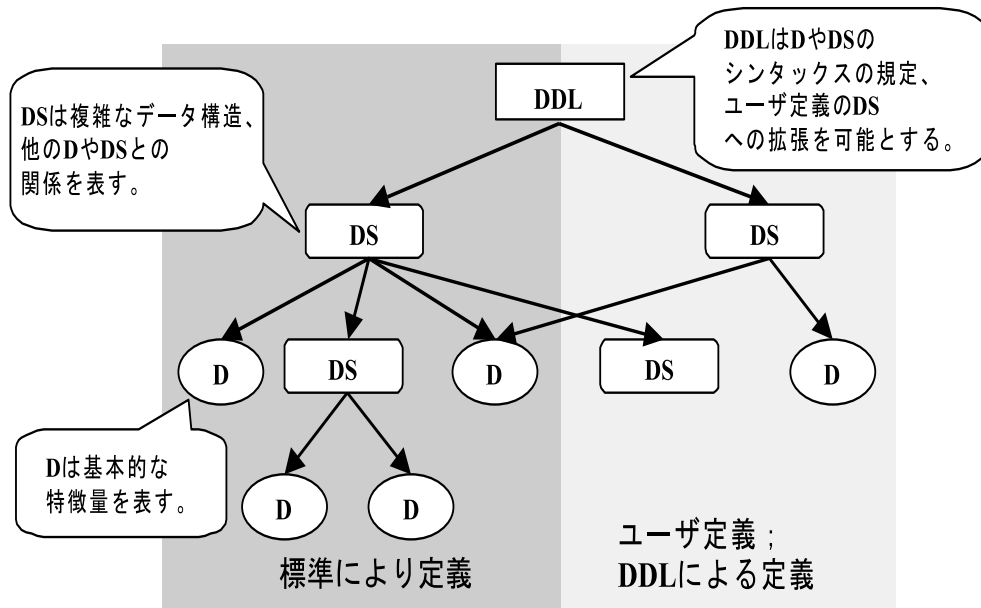 DDLはDやDSの
シンタックスの規定、
ユーザ定義のDS
への拡張を可能とする。
DDL
DSは複雑なデータ構造、
他のDやDSとの
関係を表す。
DS
DS
D
DS
D
DS
D
Dは基本的な
特徴量を表す。
D
D
標準により定義
ユーザ定義;
DDLによる定義